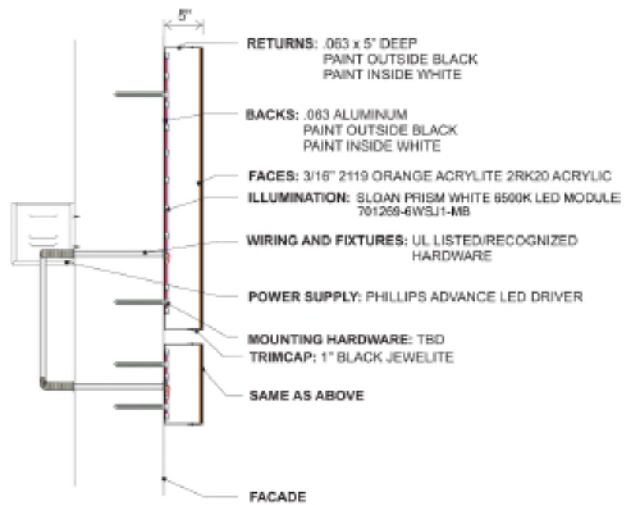 5"
RETURNS: .063 x 5" DEEP
PAINT OUTSIDE BLACK
PAINT INSIDE WHITE
BACKS: .063 ALUMINUM
PAINT OUTSIDE BLACK
PAINT INSIDE WHITE
FACES: 3/16" 2119 ORANGE ACRYLITE 2RK20 ACRYLIC
ILLUMINATION: SLOAN PRISM WHITE 6500K LED MODULE
701269-6WSJ1-MB
WIRING AND FIXTURES: UL LISTED/RECOGNIZED
HARDWARE
POWER SUPPLY: PHILLIPS ADVANCE LED DRIVER
MOUNTING HARDWARE: TBD
TRIMCAP: 1" BLACK JEWELITE
SAME AS ABOVE
FACADE